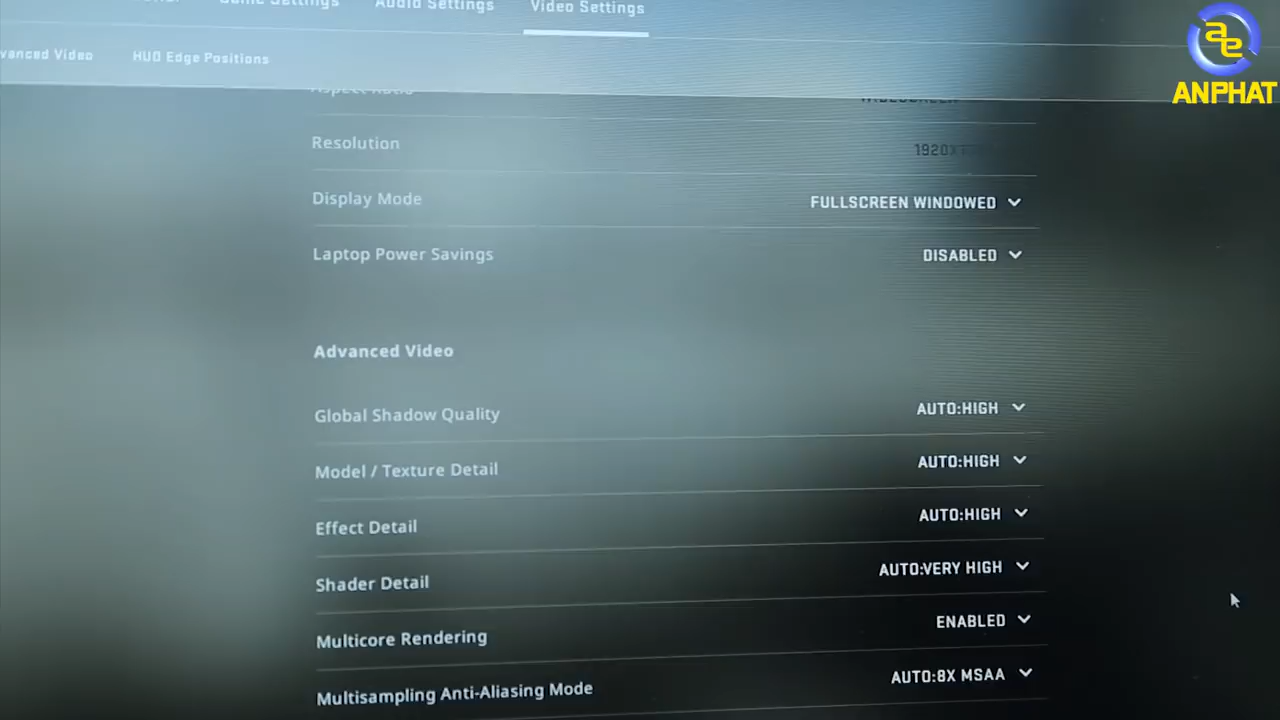 Audio Settings
Video Settings
ae
ANPHAT
HUD Edge Positions
Resolution
Display Mode FULLSCREEN WINDOWED
Laptop Power Savings DISABLED
Advanced Video
Global Shadow Quality AUTO:HIGH
Model / Texture Detail AUTO:HIGH
Effect Detail AUTO:HIGH
Shader Detail AUTO:VERY HIGH
Multicore Rendering ENABLED
Multisampling Anti-Aliasing Mode AUTO:8X MSAA